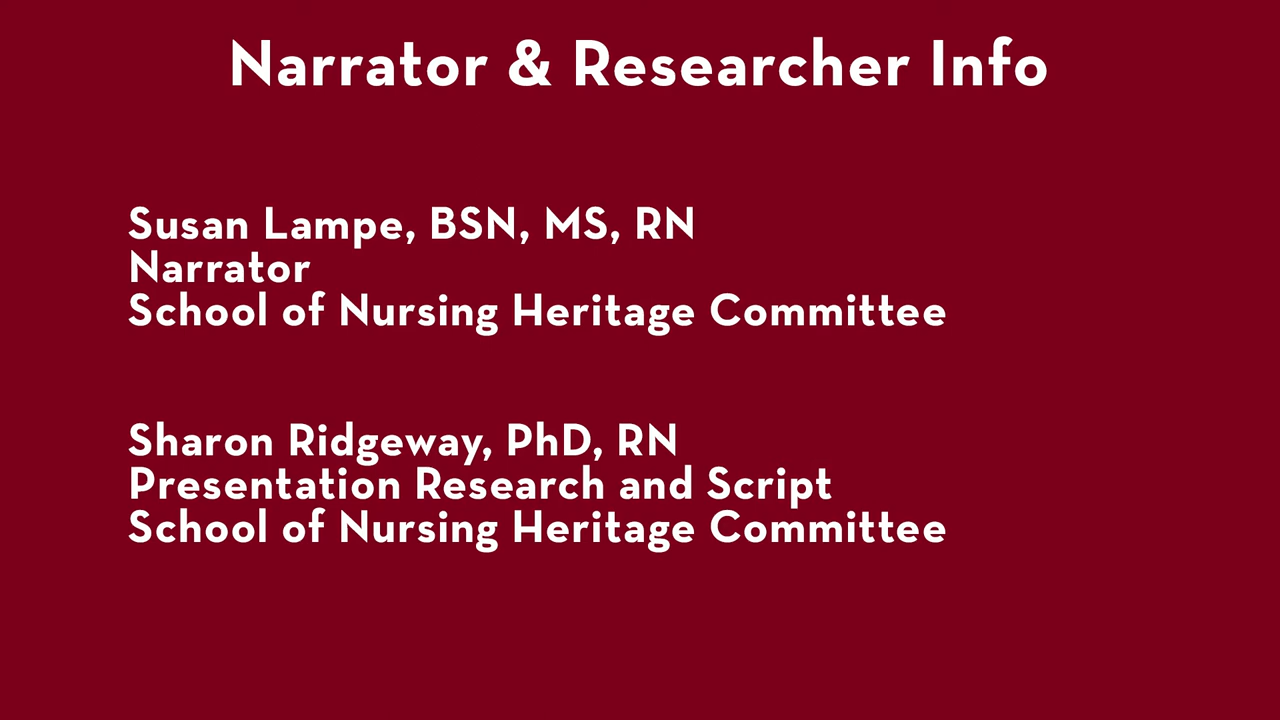 Narrator & Researcher Info
Susan Lampe, BSN, MS, RN
Narrator
School of Nursing Heritage Committee
Sharon Ridgeway, PhD, RN
Presentation Research and Script
School of Nursing Heritage Committee